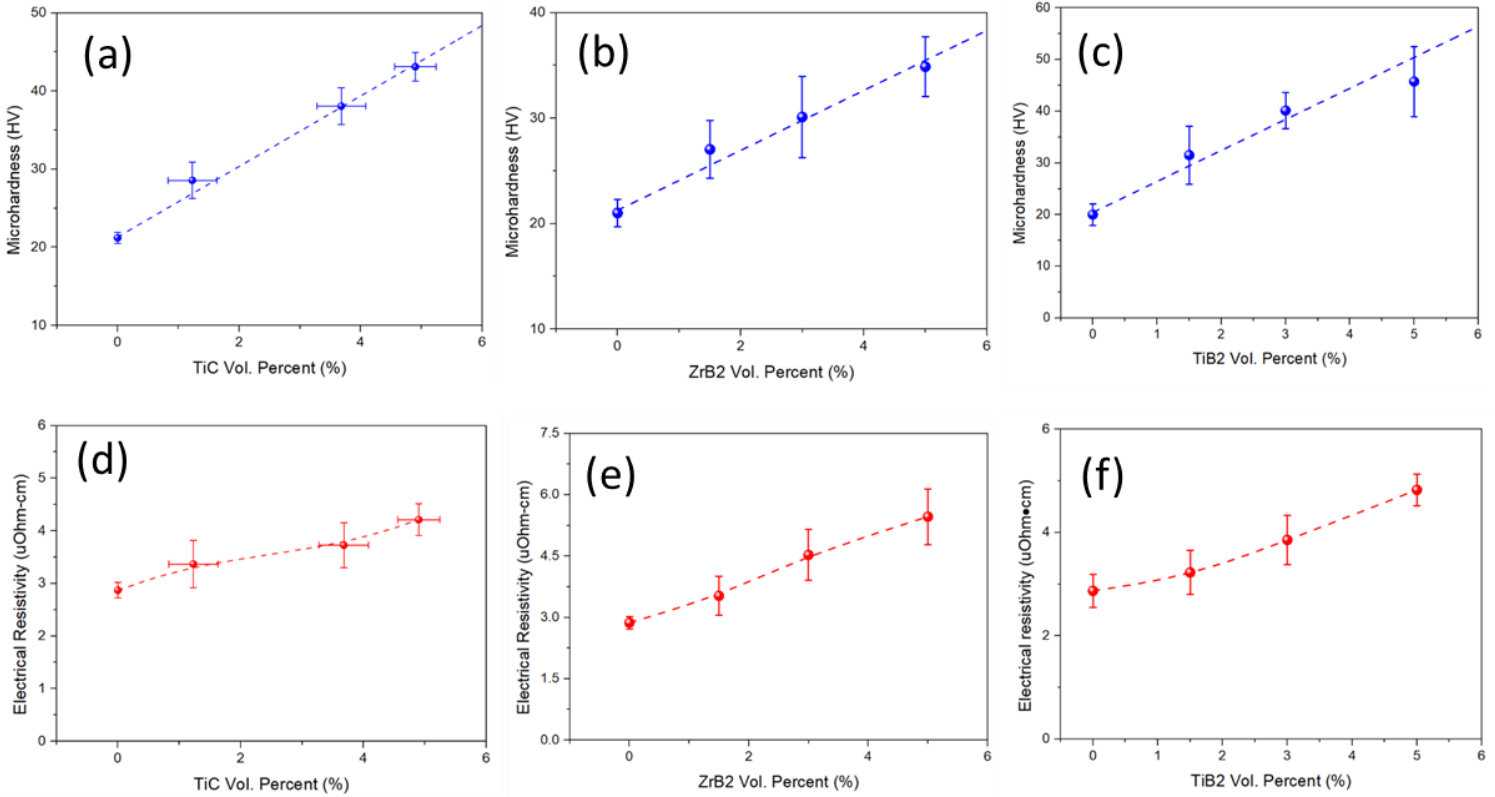 (a)
50
40
30
20
10
Microhardness (HV)
0 2 4 6
TiC Vol. Percent (%)
(b)
40
30
20
10
Microhardness (HV)
0 2 4 6
ZrB2 Vol. Percent (%)
(c)
60
50
40
30
20
10
0
Microhardness (HV)
0 1 2 3 4 5 6
TiB2 Vol. Percent (%)
(d)
6
5
4
3
2
1
0
Electrical Resistivity (uOhm-cm)
0 2 4 6
TiC Vol. Percent (%)
(e)
7.5
6.0
4.5
3.0
1.5
0.0
Electrical Resistivity (uOhm-cm)
0 1 2 3 4 5 6
ZrB2 Vol. Percent (%)
(f)
6
4
2
0
Electrical resistivity (uOhm•cm)
0 1 2 3 4 5 6
TiB2 Vol. Percent (%)